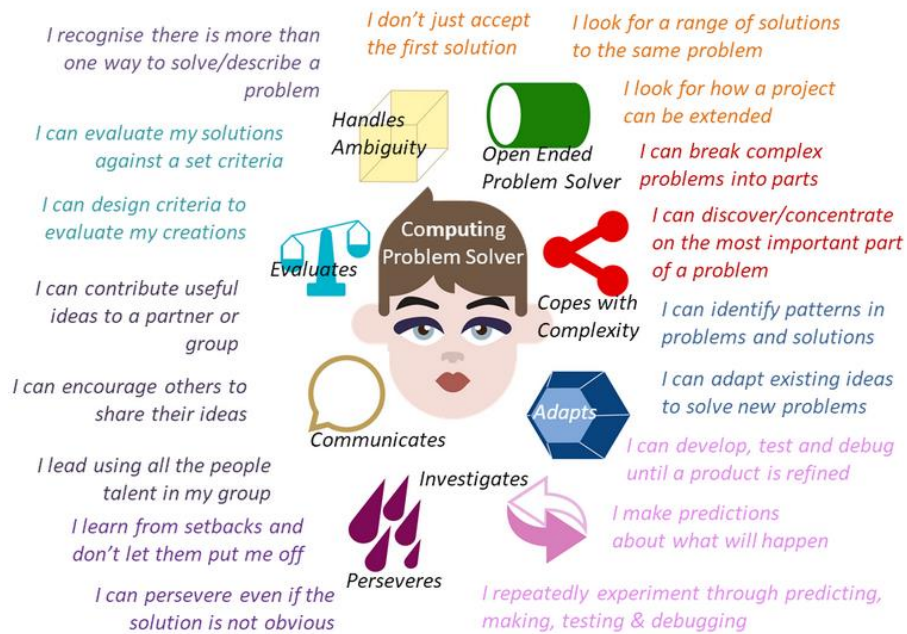 I recognise there is more than
one way to solve/describe a
problem
I don't just accept
the first solution
I look for a range of solutions
to the same problem
I look for how a project
can be extended
Handles
Ambiguity
Open Ended
Problem Solver
I can evaluate my solutions
against a set criteria
I can break complex
problems into parts
I can design criteria to
evaluate my creations
Evaluates
Computing
Problem Solver
I can discover/concentrate
on the most important part
of a problem
Copes with
Complexity
I can contribute useful
ideas to a partner or
group
I can identify patterns in
problems and solutions
I can encourage others to
share their ideas
Communicates
Adapts
I can adapt existing ideas
to solve new problems
I lead using all the people
talent in my group
Investigates
I can develop, test and debug
until a product is refined
I learn from setbacks and
don't let them put me off
I make predictions
about what will happen
Perseveres
I can persevere even if the
solution is not obvious
I repeatedly experiment through predicting,
making, testing & debugging